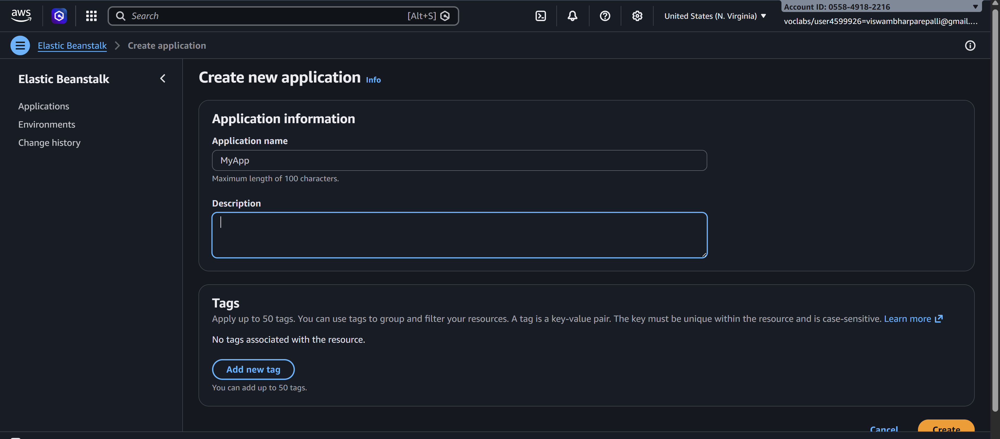 aws
Search
[Alt+S]
United States (N. Virginia)
Account ID: 0558-4918-2216
voclabs/user4599926=viswambharparepalli@gmail....
Elastic Beanstalk
Create application
Elastic Beanstalk
Applications
Environments
Change history
Create new application Info
Application information
Application name
MyApp
Maximum length of 100 characters.
Description
Tags
Apply up to 50 tags. You can use tags to group and filter your resources. A tag is a key-value pair. The key must be unique within the resource and is case-sensitive. Learn more
No tags associated with the resource.
Add new tag
You can add up to 50 tags.
Cancel
Create